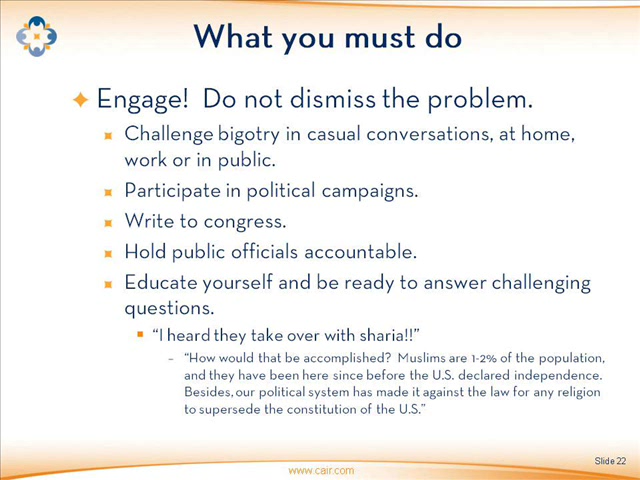 What you must do
Engage! Do not dismiss the problem.
Challenge bigotry in casual conversations, at home,
work or in public.
Participate in political campaigns.
Write to congress.
Hold public officials accountable.
Educate yourself and be ready to answer challenging
questions.
“I heard they take over with sharia!!”
– “How would that be accomplished? Muslims are 1-2% of the population,
and they have been here since before the U.S. declared independence.
Besides, our political system has made it against the law for any religion
to supersede the constitution of the U.S.”
Slide 22
www.cair.com